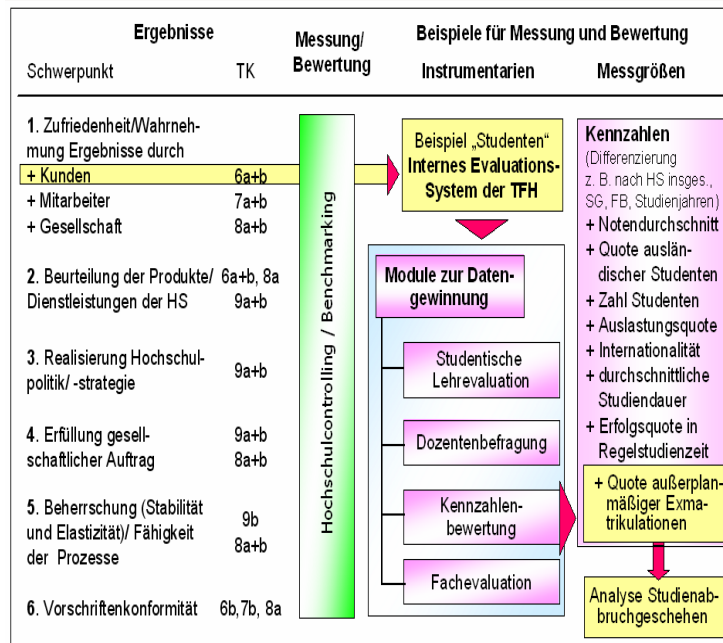 Ergebnisse
Schwerpunkt TK
Messung/
Bewertung
Beispiele für Messung und Bewertung
Instrumentarien Messgrößen
1. Zufriedenheit/Wahrneh-
mung Ergebnisse durch
+ Kunden 6a+b
+ Mitarbeiter 7a+b
+ Gesellschaft 8a+b
2. Beurteilung der Produkte/ 6a+b, 8a
Dienstleistungen der HS 9a+b
3. Realisierung Hochschul-
politik/ -strategie 9a+b
4. Erfüllung gesell- 9a+b
schaftlicher Auftrag 8a+b
5. Beherrschung (Stabilität
und Elastizität)/ Fähigkeit 9b
der Prozesse 8a+b
6. Vorschriftenkonformität 6b,7b, 8a
Hochschulcontrolling / Benchmarking
Beispiel „Studenten"
Internes Evaluations-
System der TFH
Module zur Daten-
gewinnung
Studentische
Lehrevaluation
Dozentenbefragung
Kennzahlen-
bewertung
Fachevaluation
Kennzahlen
(Differenzierung
z. B. nach HS insges.,
SG, FB, Studienjahren)
+ Notendurchschnitt
+ Quote auslän-
discher Studenten
+ Zahl Studenten
+ Auslastungsquote
+ Internationalität
+ durchschnittliche
Studiendauer
+ Erfolgsquote in
Regelstudienzeit
+ Quote außerplan-
mäßiger Exma-
trikulationen
Analyse Studienab-
bruchgeschehen